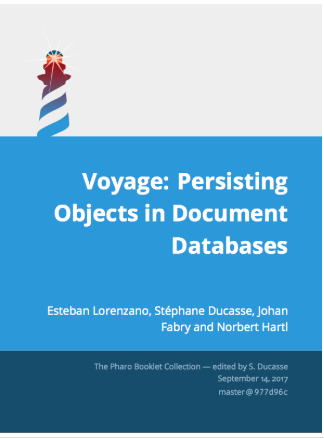 Voyage: Persisting
Objects in Document
Databases
Esteban Lorenzano, Stéphane Ducasse, Johan
Fabry and Norbert Hartl
The Pharo Booklet Collection — edited by S. Ducasse
September 14, 2017
master @ 977d96c